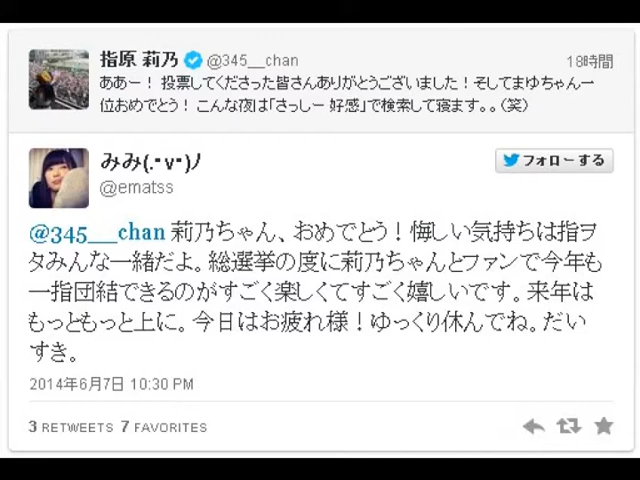 指原 莉乃 @345__chan 18時間
ああー！ 投票してくださった皆さんありがとうございました！そしてまゆちゃん一
位おめでとう！ こんな夜は「さっしー 好感」で検索して寝ます。。（笑）
みみ(.▪v▪)ﾉ フォローする
@ematss
@345__chan 莉乃ちゃん、おめでとう！悔しい気持ちは指ヲ
タみんな一緒だよ。総選挙の度に莉乃ちゃんとファンで今年も
一指団結できるのがすごく楽しくてすごく嬉しいです。来年は
もっともっと上に。今日はお疲れ様！ゆっくり休んでね。だい
すき。
2014年6月7日 10:30 PM
3 RETWEETS 7 FAVORITES